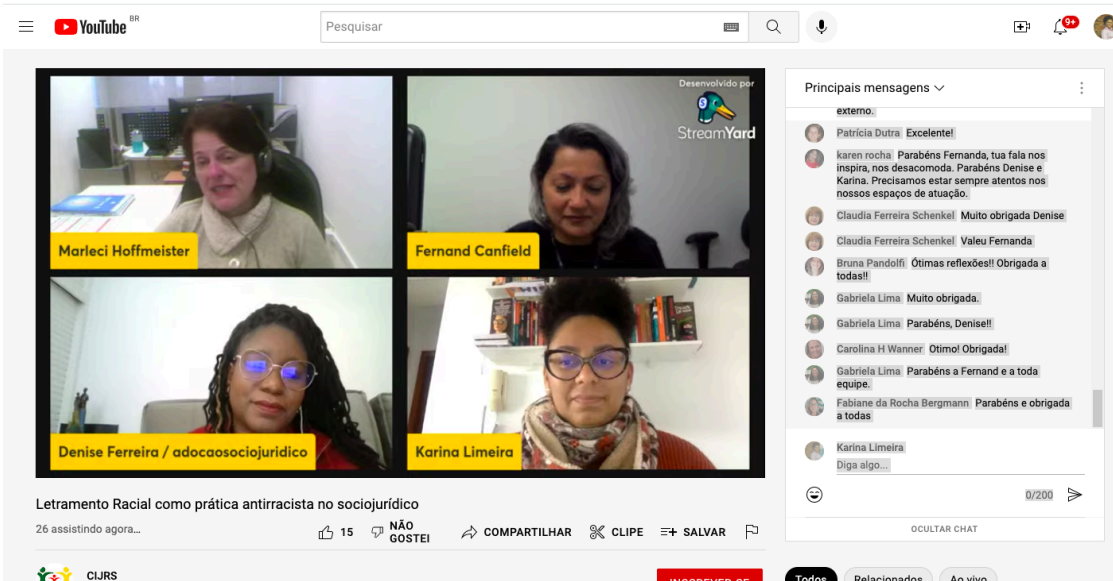 YouTube BR
Pesquisar
9+
Desenvolvido por
StreamYard
Marleci Hoffmeister
Fernand Canfield
Denise Ferreira / adocaosociojuridico
Karina Limeira
Letramento Racial como prática antirracista no sociojurídico
26 assistindo agora...
15
NÃO
GOSTEI
COMPARTILHAR
CLIPE
SALVAR
CIJRS
INSCREVER-SE
Principais mensagens
externo.
Patrícia Dutra Excelente!
karen rocha Parabéns Fernanda, tua fala nos
inspira, nos desacomoda. Parabéns Denise e
Karina. Precisamos estar sempre atentos nos
nossos espaços de atuação.
Claudia Ferreira Schenkel Muito obrigada Denise
Claudia Ferreira Schenkel Valeu Fernanda
Bruna Pandolfi Ótimas reflexões!! Obrigada a
todas!!
Gabriela Lima Muito obrigada.
Gabriela Lima Parabéns, Denise!!
Carolina H Wanner Otimo! Obrigada!
Gabriela Lima Parabéns a Fernand e a toda
equipe.
Fabiane da Rocha Bergmann Parabéns e obrigada
a todas
Karina Limeira
Diga algo...
0/200
OCULTAR CHAT
Todos
Relacionados
Ao vivo